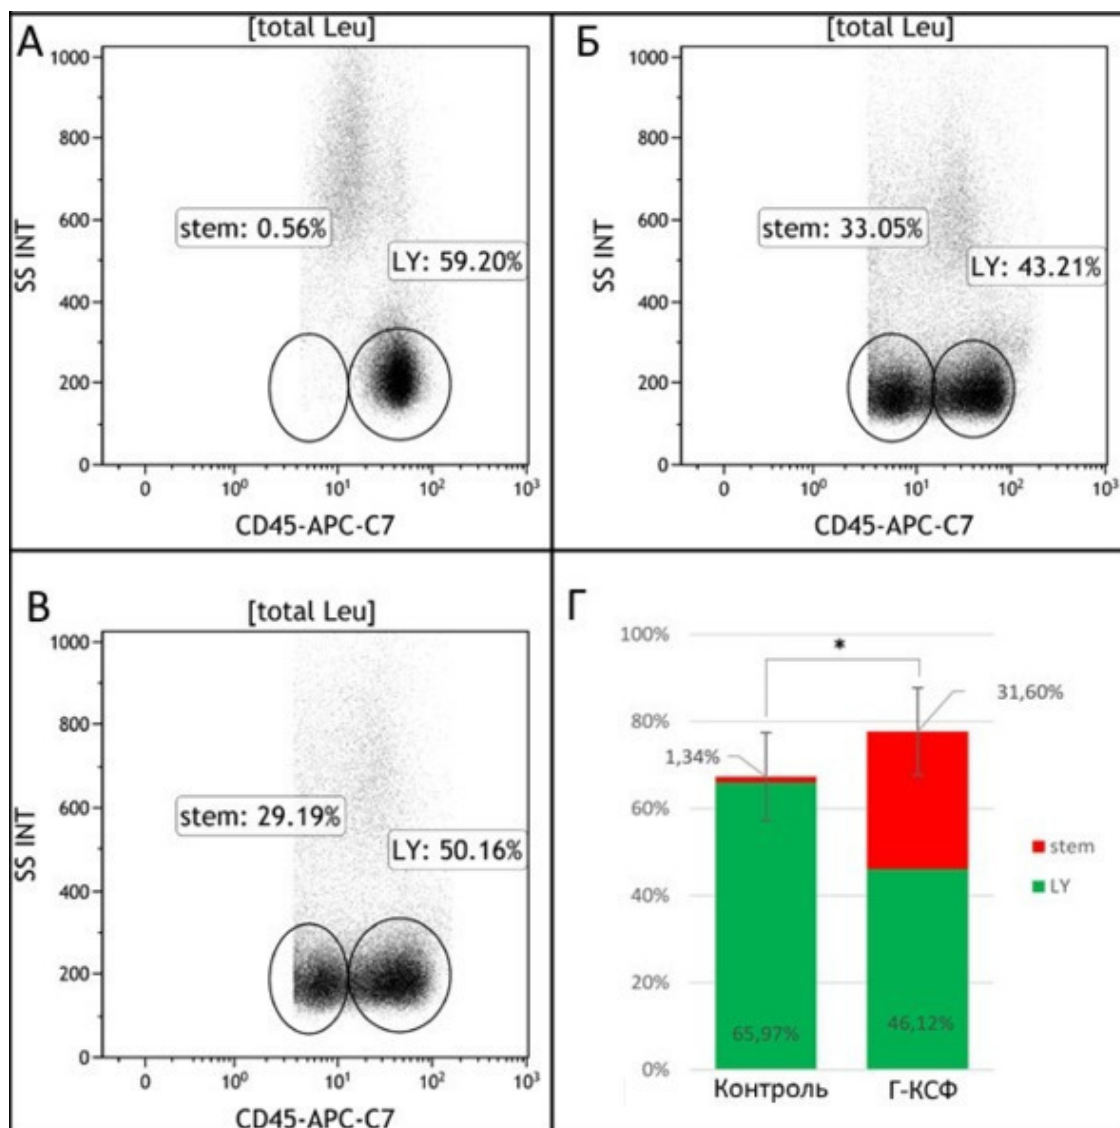 А
[total Leu]
1000
800
600
400
200
0
SS INT
stem: 0.56%
LY: 59.20%
0
10⁰
10¹
10²
10³
CD45-APC-C7
Б
[total Leu]
1000
800
600
400
200
0
SS INT
stem: 33.05%
LY: 43.21%
0
10⁰
10¹
10²
10³
CD45-APC-C7
В
[total Leu]
1000
800
600
400
200
0
SS INT
stem: 29.19%
LY: 50.16%
0
10⁰
10¹
10²
10³
CD45-APC-C7
Г
100%
80%
60%
40%
20%
0%
*
1,34%
31,60%
65,97%
46,12%
stem
LY
Контроль
Г-КСФ